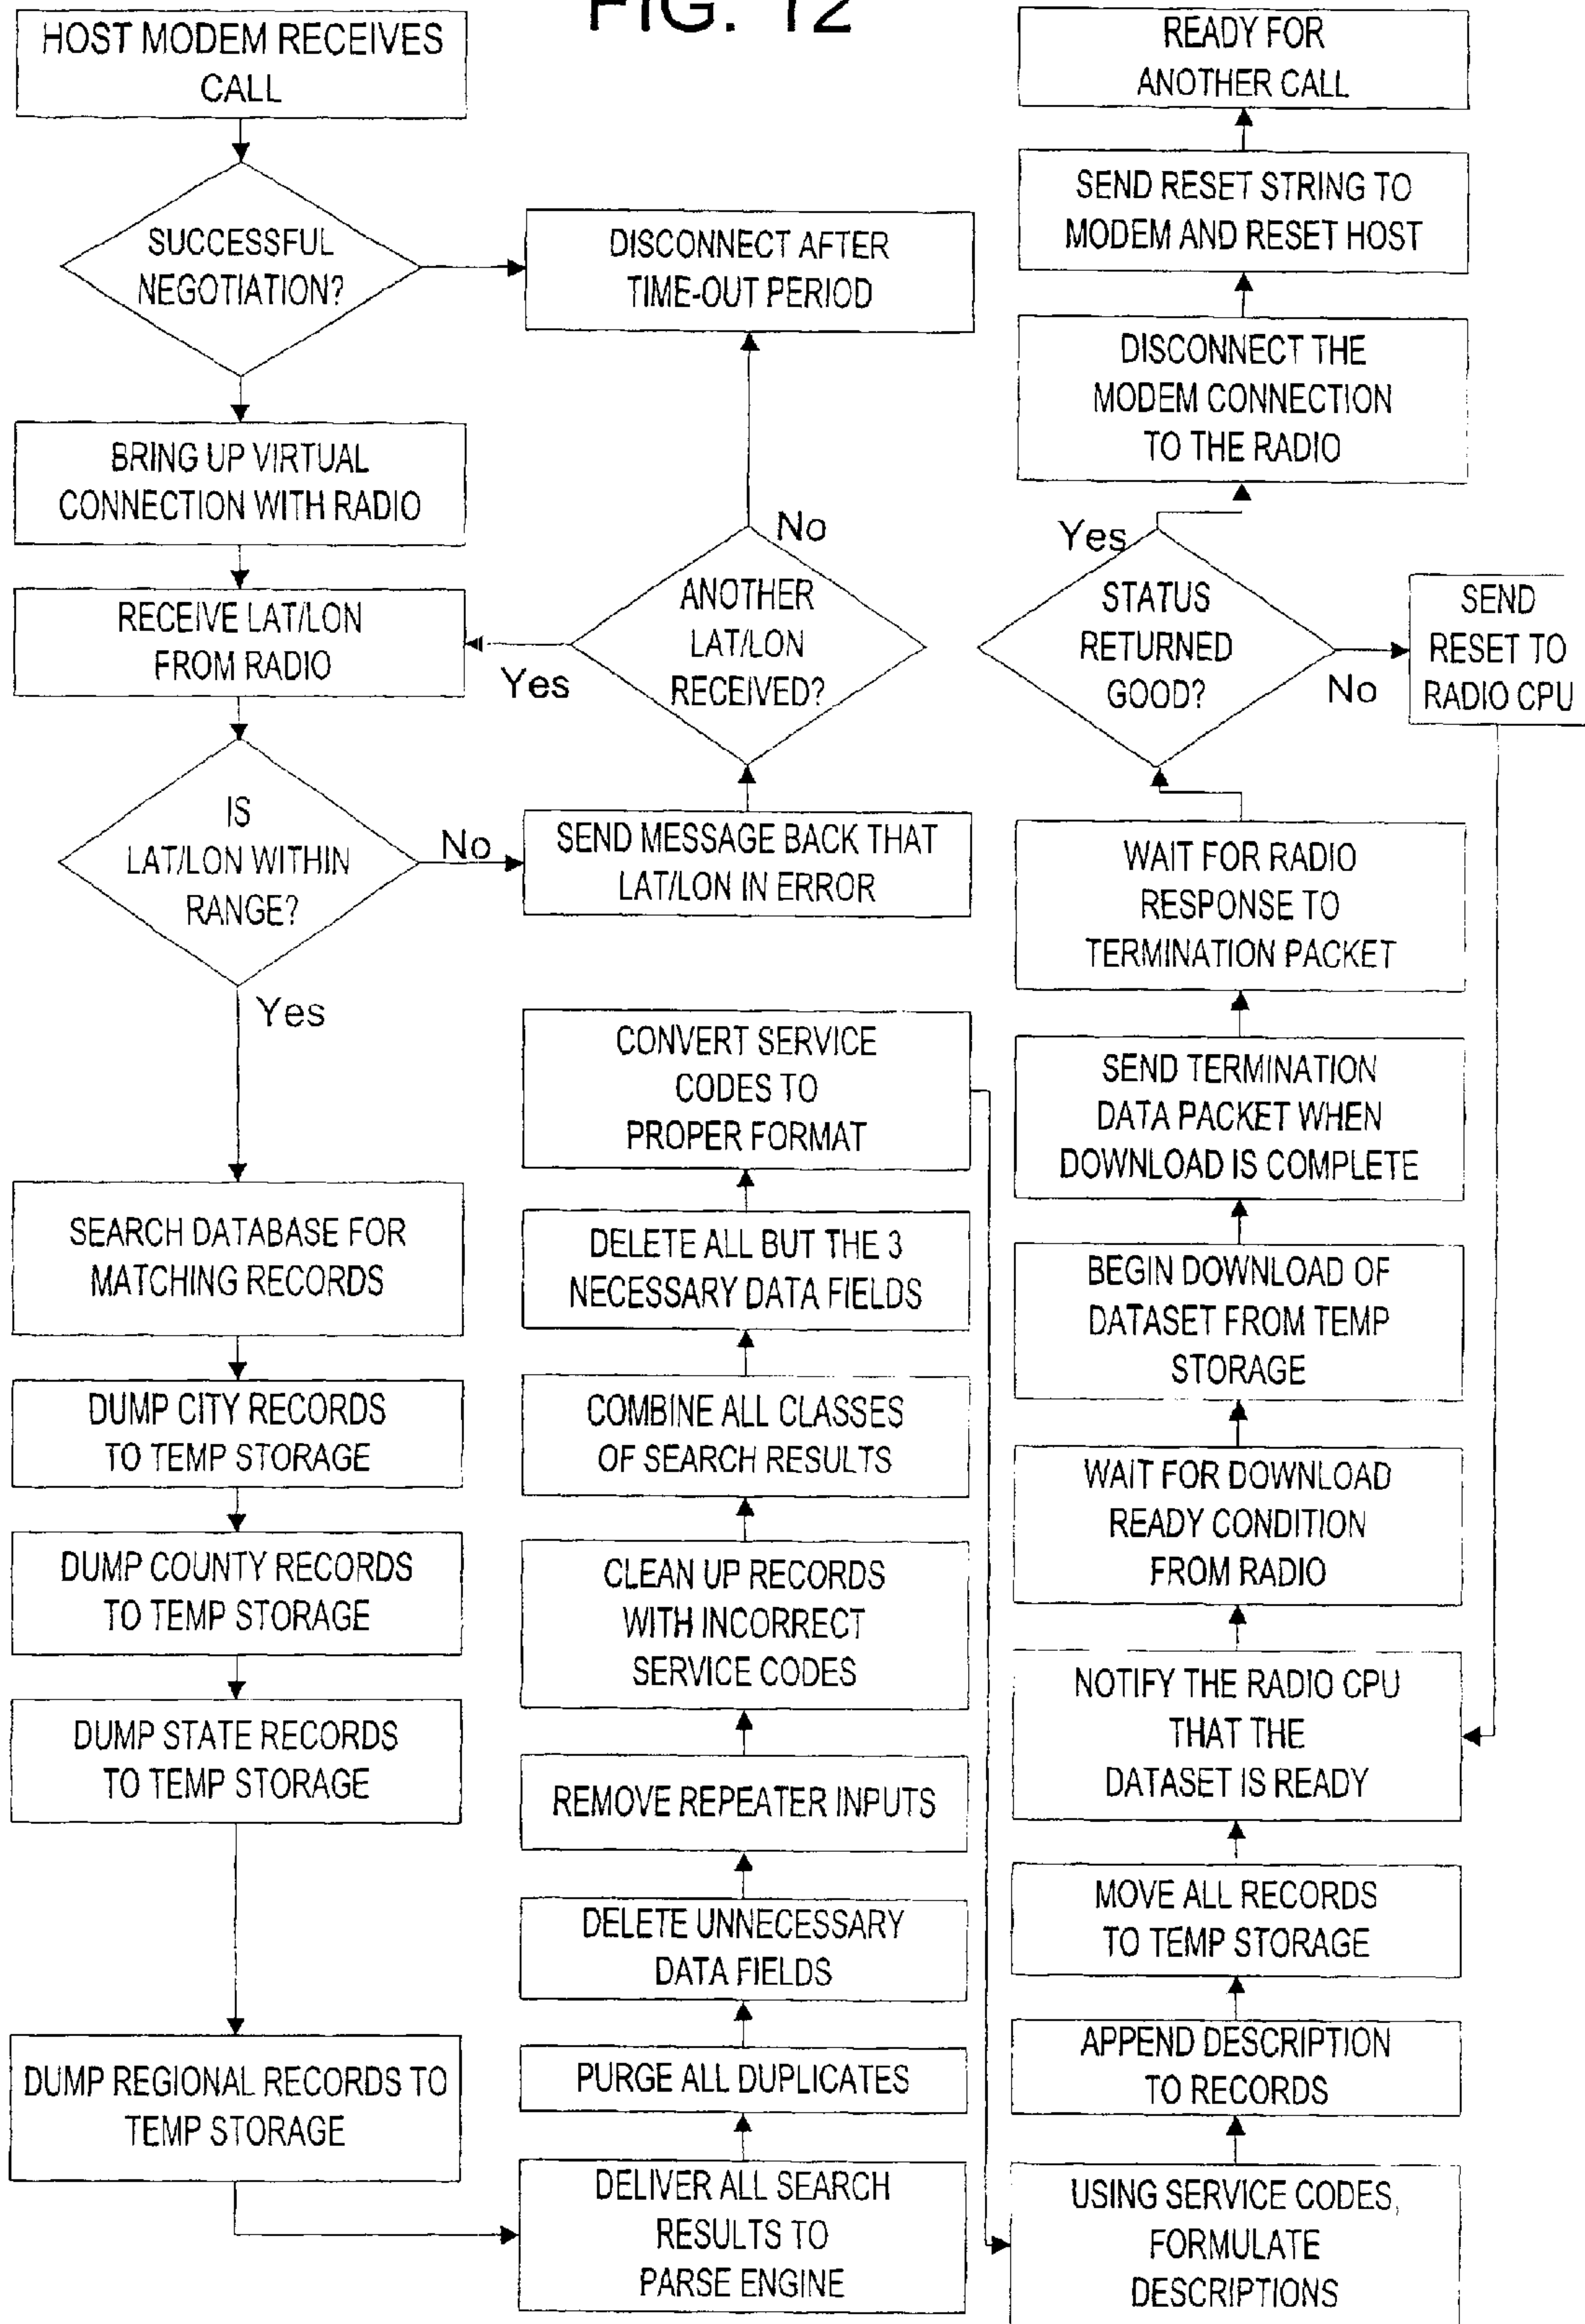 FIG. 12
HOST MODEM RECEIVES
CALL
SUCCESSFUL
NEGOTIATION?
DISCONNECT AFTER
TIME-OUT PERIOD
BRING UP VIRTUAL
CONNECTION WITH RADIO
RECEIVE LAT/LON
FROM RADIO
Yes
ANOTHER
LAT/LON
RECEIVED?
No
IS
LAT/LON WITHIN
RANGE?
No
SEND MESSAGE BACK THAT
LAT/LON IN ERROR
Yes
SEARCH DATABASE FOR
MATCHING RECORDS
DUMP CITY RECORDS
TO TEMP STORAGE
DUMP COUNTY RECORDS
TO TEMP STORAGE
DUMP STATE RECORDS
TO TEMP STORAGE
DUMP REGIONAL RECORDS TO
TEMP STORAGE
CONVERT SERVICE
CODES TO
PROPER FORMAT
DELETE ALL BUT THE 3
NECESSARY DATA FIELDS
COMBINE ALL CLASSES
OF SEARCH RESULTS
CLEAN UP RECORDS
WITH INCORRECT
SERVICE CODES
REMOVE REPEATER INPUTS
DELETE UNNECESSARY
DATA FIELDS
PURGE ALL DUPLICATES
DELIVER ALL SEARCH
RESULTS TO
PARSE ENGINE
READY FOR
ANOTHER CALL
SEND RESET STRING TO
MODEM AND RESET HOST
DISCONNECT THE
MODEM CONNECTION
TO THE RADIO
Yes
STATUS
RETURNED
GOOD?
No
SEND
RESET TO
RADIO CPU
WAIT FOR RADIO
RESPONSE TO
TERMINATION PACKET
SEND TERMINATION
DATA PACKET WHEN
DOWNLOAD IS COMPLETE
BEGIN DOWNLOAD OF
DATASET FROM TEMP
STORAGE
WAIT FOR DOWNLOAD
READY CONDITION
FROM RADIO
NOTIFY THE RADIO CPU
THAT THE
DATASET IS READY
MOVE ALL RECORDS
TO TEMP STORAGE
APPEND DESCRIPTION
TO RECORDS
USING SERVICE CODES,
FORMULATE
DESCRIPTIONS